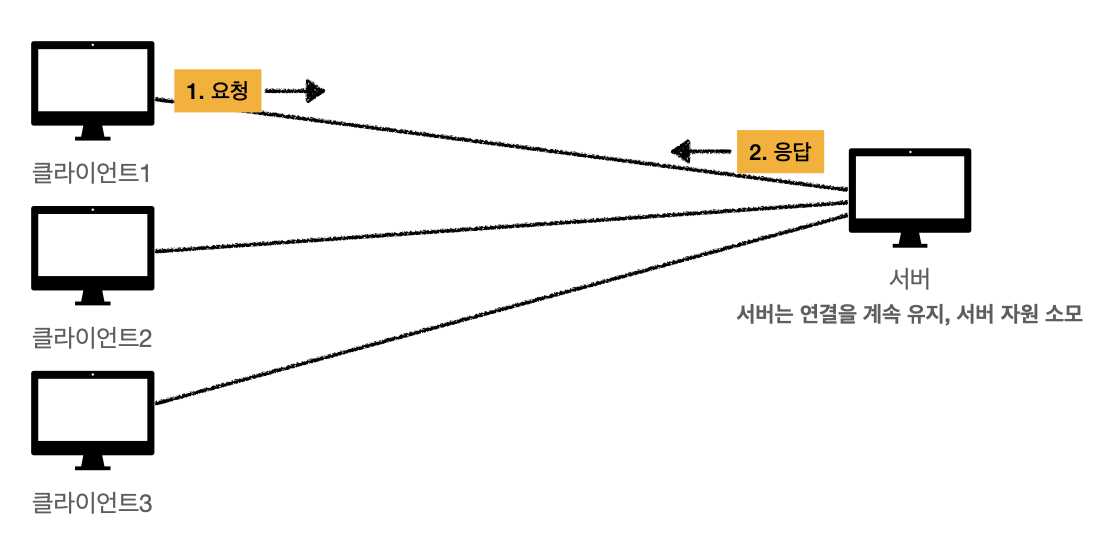 1. 요청
클라이언트1
2. 응답
클라이언트2
서버
서버는 연결을 계속 유지, 서버 자원 소모
클라이언트3